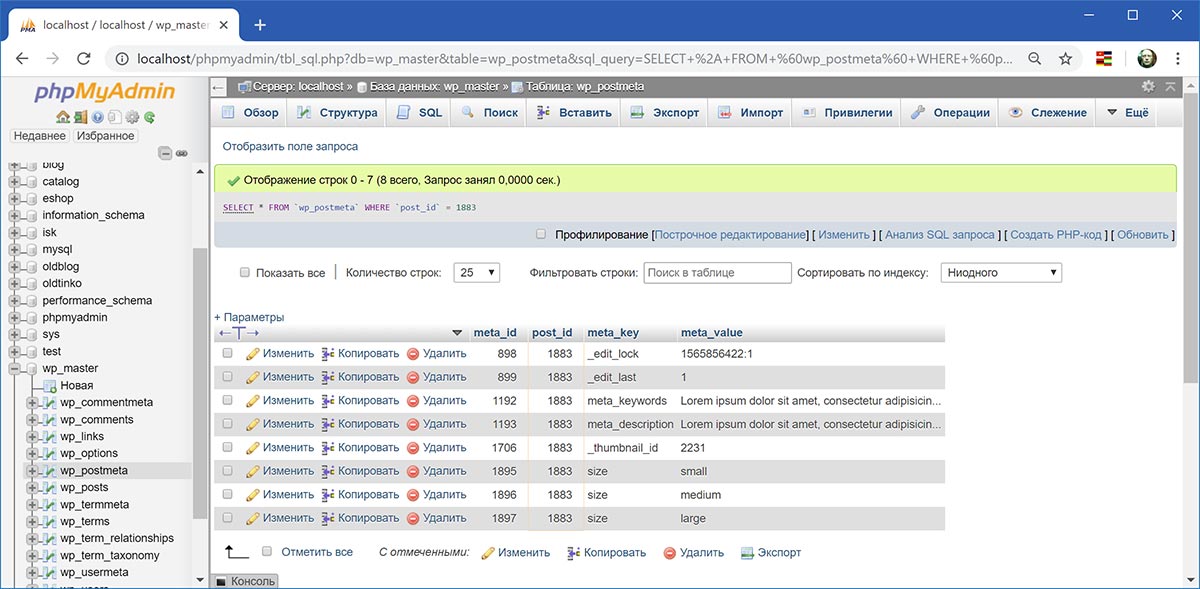 localhost / localhost / wp_master
localhost/phpmyadmin/tbl_sql.php?db=wp_master&table=wp_postmeta&sql_query=SELECT+%2A+FROM+%60wp_postmeta%60+WHERE+%60p...
phpMyAdmin
Недавнее Избранное
blog
catalog
eshop
information_schema
isk
mysql
oldblog
oldtinko
performance_schema
phpmyadmin
sys
test
wp_master
Новая
wp_commentmeta
wp_comments
wp_links
wp_options
wp_postmeta
wp_posts
wp_termmeta
wp_terms
wp_term_relationships
wp_term_taxonomy
wp_usermeta
Сервер: localhost » База данных: wp_master » Таблица: wp_postmeta
Обзор Структура SQL Поиск Вставить Экспорт Импорт Привилегии Операции Слежение Ещё
Отобразить поле запроса
Отображение строк 0 - 7 (8 всего, Запрос занял 0,0000 сек.)
SELECT * FROM `wp_postmeta` WHERE `post_id` = 1883
Профилирование [Построчное редактирование] [ Изменить ] [ Анализ SQL запроса ] [ Создать PHP-код ] [ Обновить ]
Показать все | Количество строк: 25 Фильтровать строки: Поиск в таблице Сортировать по индексу: Ниодного
+ Параметры
←T→ meta_id post_id meta_key meta_value
Изменить Копировать Удалить 898 1883 _edit_lock 1565856422:1
Изменить Копировать Удалить 899 1883 _edit_last 1
Изменить Копировать Удалить 1192 1883 meta_keywords Lorem ipsum dolor sit amet, consectetur adipisicin...
Изменить Копировать Удалить 1193 1883 meta_description Lorem ipsum dolor sit amet, consectetur adipisicin...
Изменить Копировать Удалить 1706 1883 _thumbnail_id 2231
Изменить Копировать Удалить 1895 1883 size small
Изменить Копировать Удалить 1896 1883 size medium
Изменить Копировать Удалить 1897 1883 size large
Отметить все С отмеченными: Изменить Копировать Удалить Экспорт
Консоль